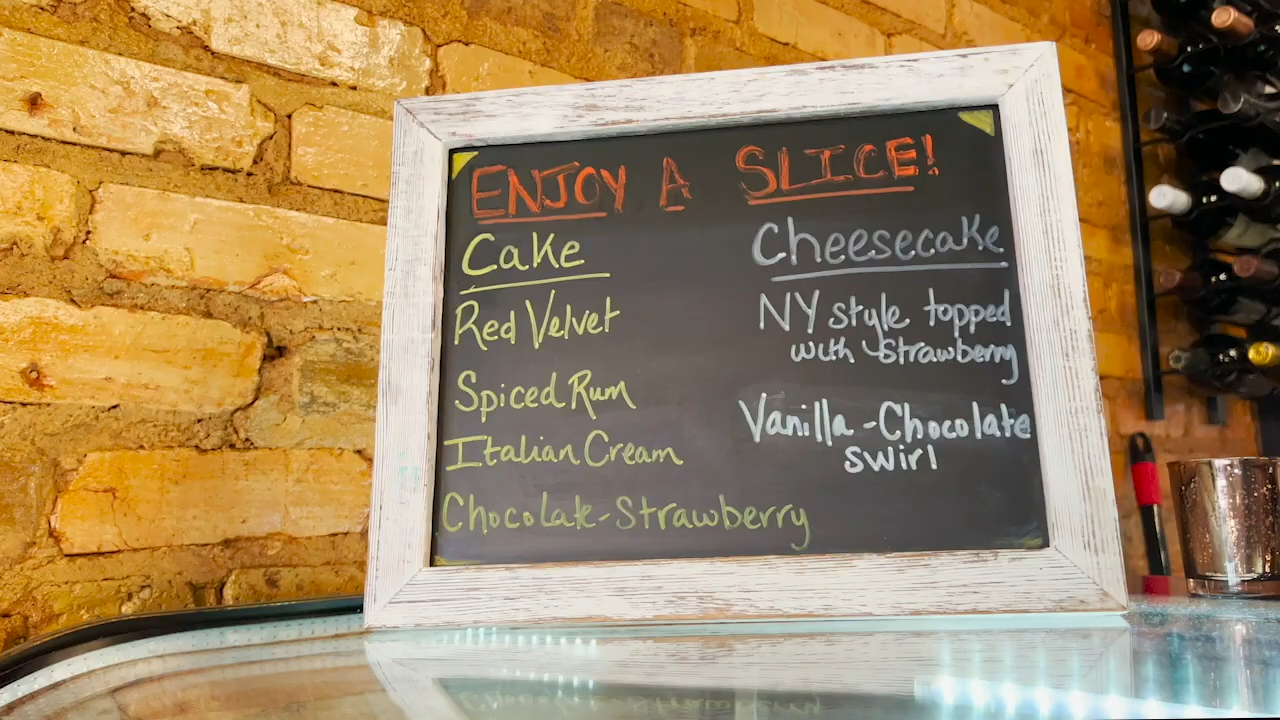 ENJOY A SLICE!
Cake
Red Velvet
Spiced Rum
Italian Cream
Chocolate-Strawberry
Cheesecake
NY style topped
with strawberry
Vanilla-Chocolate
swirl